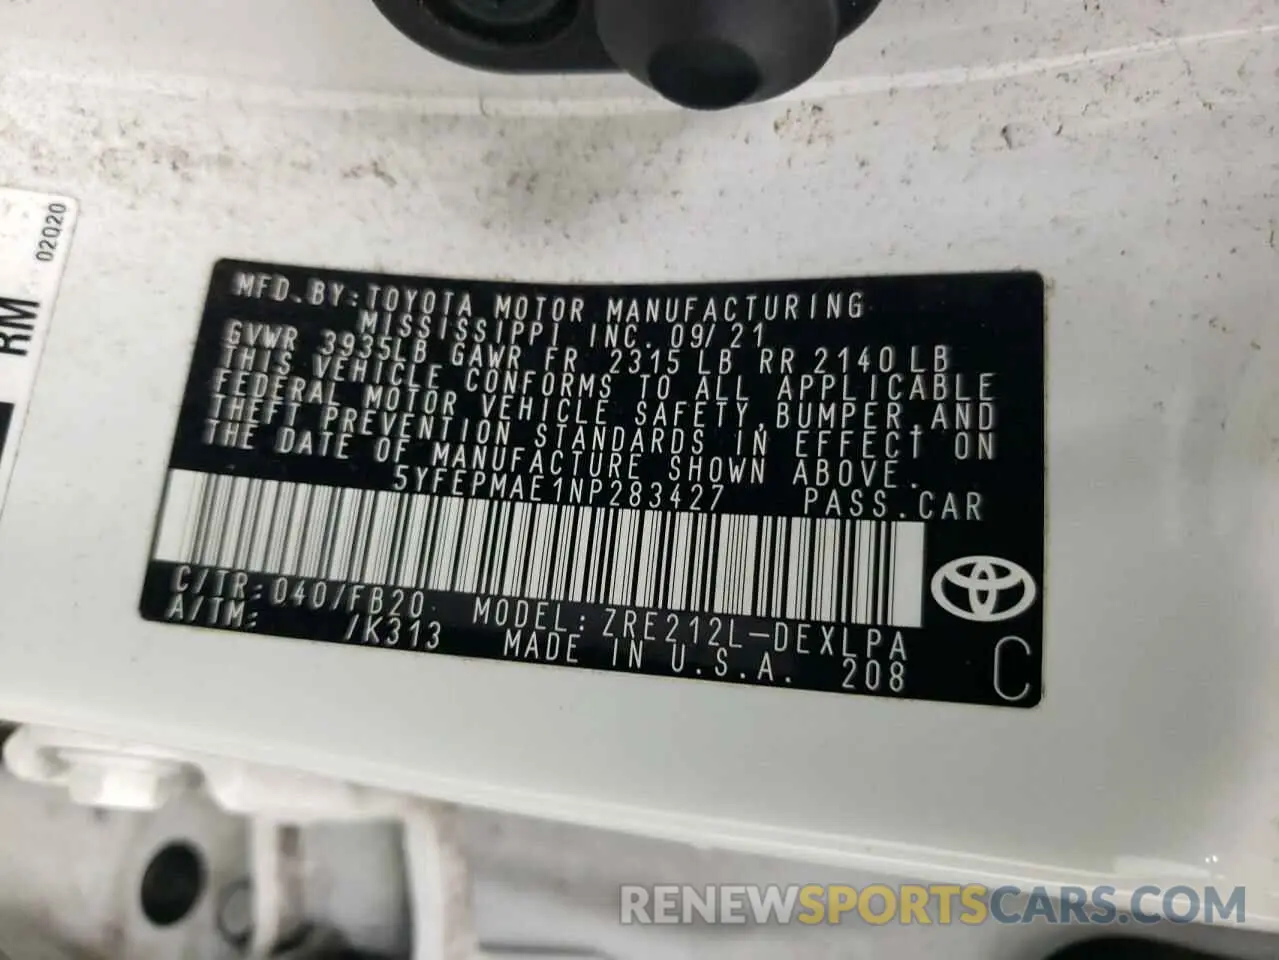 02020
RM
MFD. BY: TOYOTA MOTOR MANUFACTURING
MISSISSIPPI INC. 09/21
GVWR 3935LB GAWR FR 2315 LB RR 2140 LB
THIS VEHICLE CONFORMS TO ALL APPLICABLE
FEDERAL MOTOR VEHICLE SAFETY, BUMPER, AND
THEFT PREVENTION STANDARDS IN EFFECT ON
THE DATE OF MANUFACTURE SHOWN ABOVE.
5YFEPMAE1NP283427 PASS. CAR
C/TR: 040/FB20 MODEL: ZRE212L-DEXLPA
A/TM: /K313 MADE IN U.S.A. 208
C
RENEWSPORTSCARS.COM